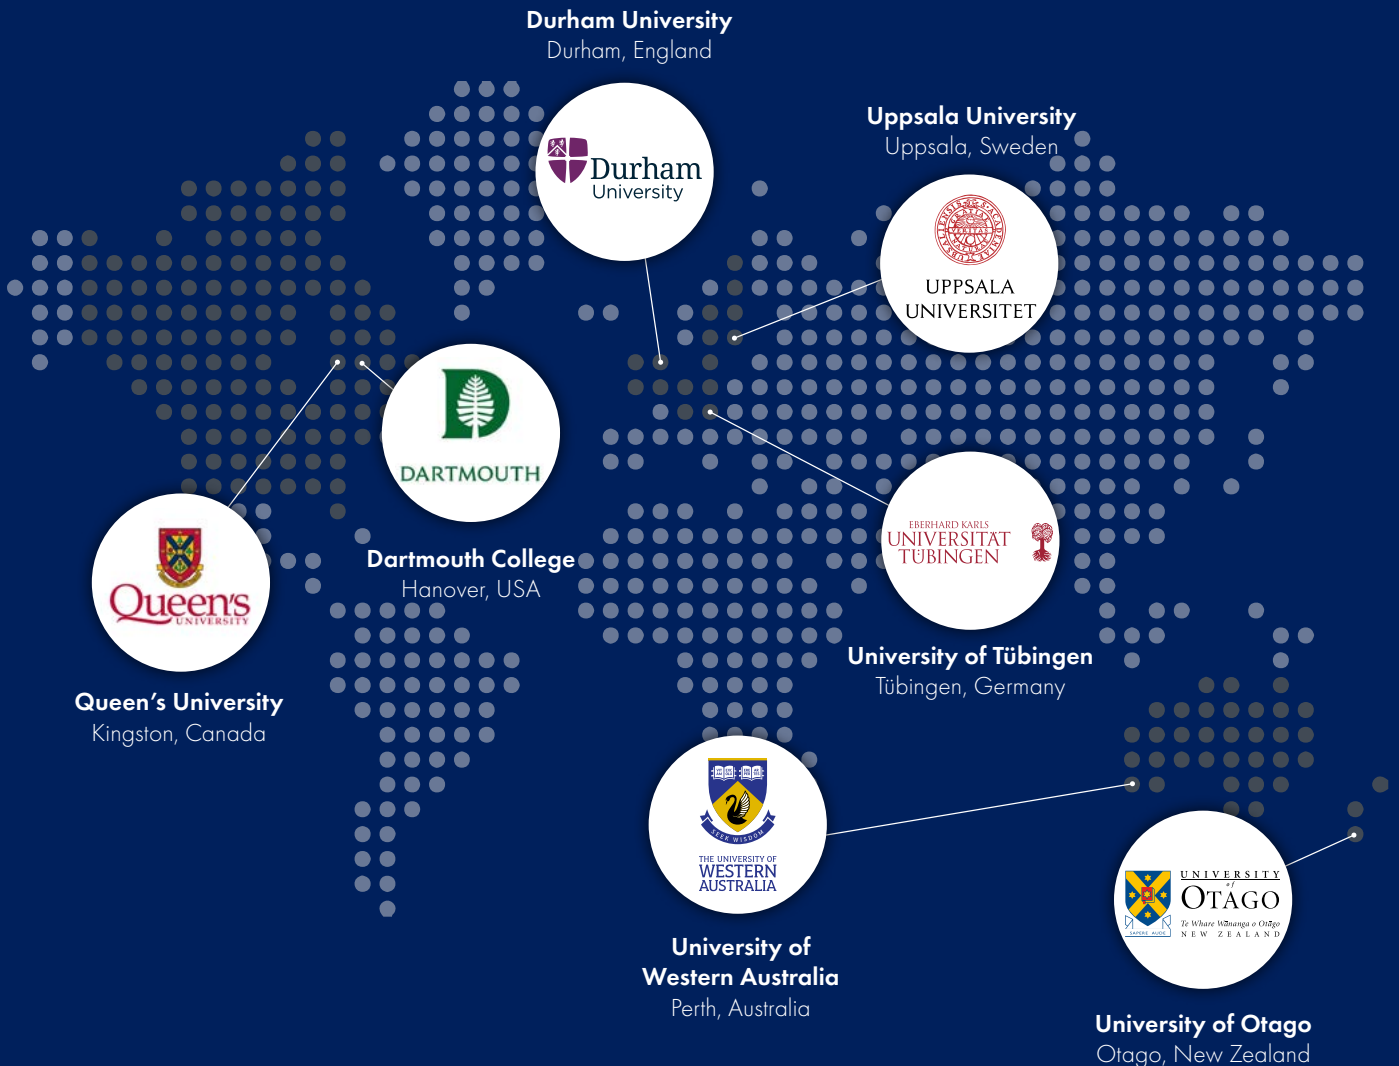 Durham University
Durham, England
Durham
University
Uppsala University
Uppsala, Sweden
UPPSALA
UNIVERSITET
DARTMOUTH
Dartmouth College
Hanover, USA
Queen's
UNIVERSITY
Queen’s University
Kingston, Canada
EBERHARD KARLS
UNIVERSITÄT
TÜBINGEN
University of Tübingen
Tübingen, Germany
SEEK WISDOM
THE UNIVERSITY OF
WESTERN
AUSTRALIA
University of
Western Australia
Perth, Australia
UNIVERSITY
of
OTAGO
Te Whare Wānanga o Otāgo
NEW ZEALAND
SAPERE AUDE
University of Otago
Otago, New Zealand